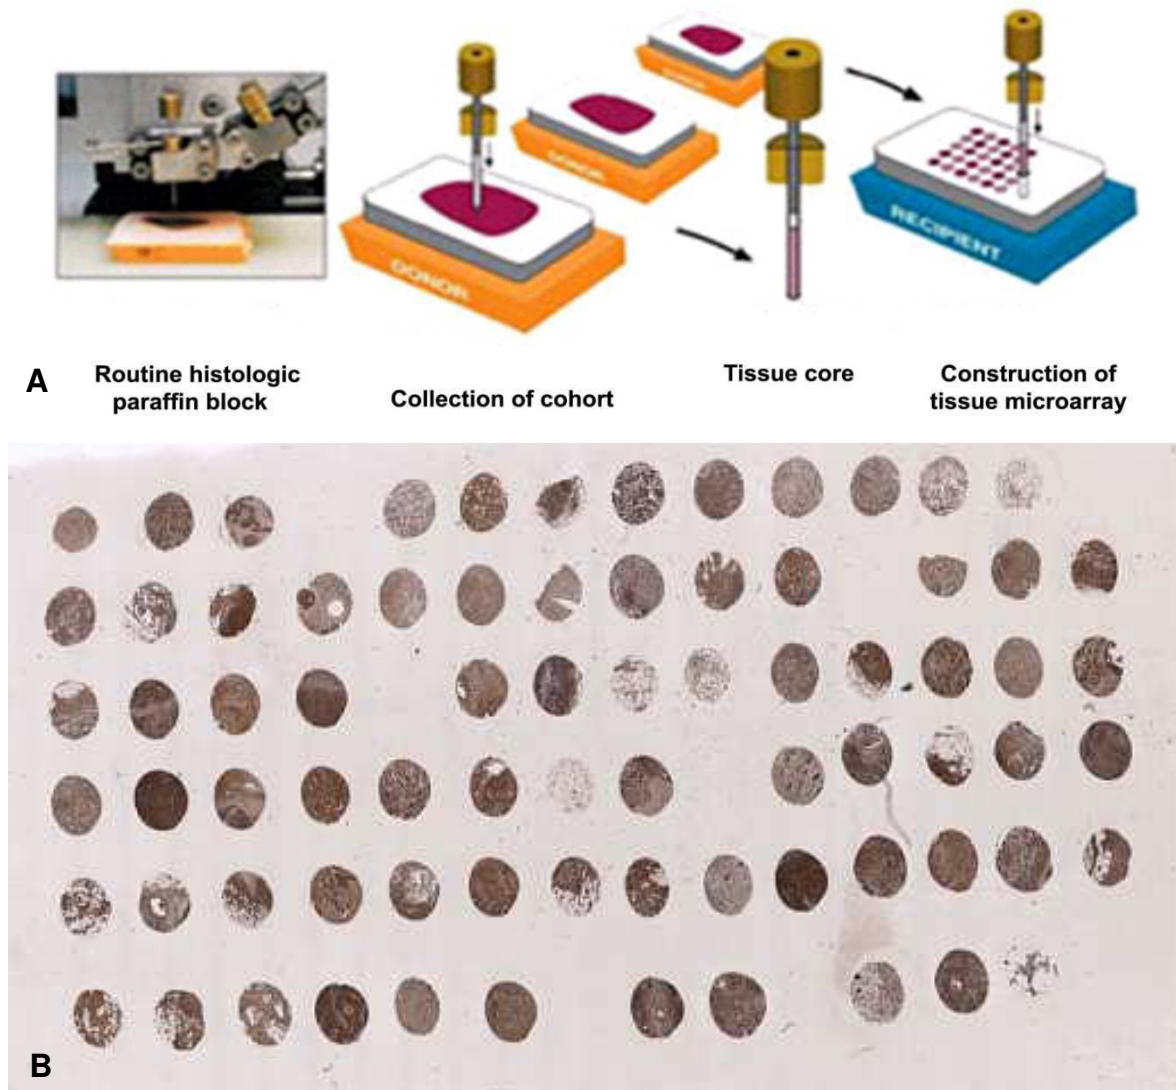 DONOR
DONOR
DONOR
RECIPIENT
A
Routine histologic
paraffin block
Collection of cohort
Tissue core
Construction of
tissue microarray
B